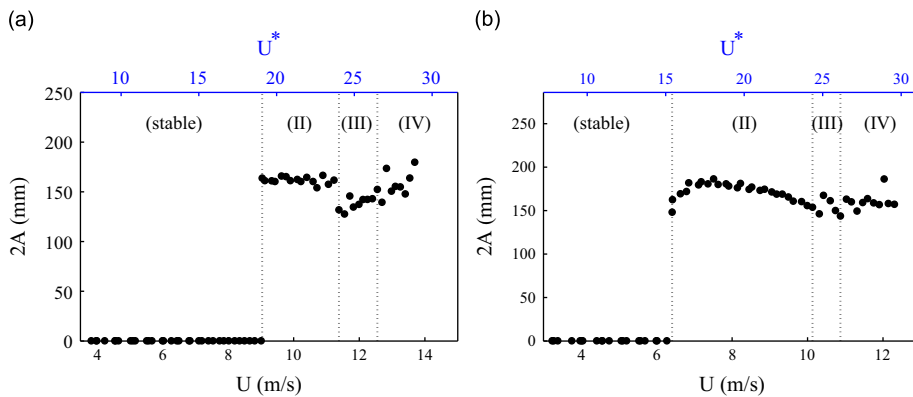 (a)
U*
10 15 20 25 30
250
200
150
100
50
0
(stable) (II) (III) (IV)
2A (mm)
4 6 8 10 12 14
U (m/s)
(b)
U*
10 15 20 25 30
250
200
150
100
50
0
(stable) (II) (III) (IV)
2A (mm)
4 6 8 10 12
U (m/s)